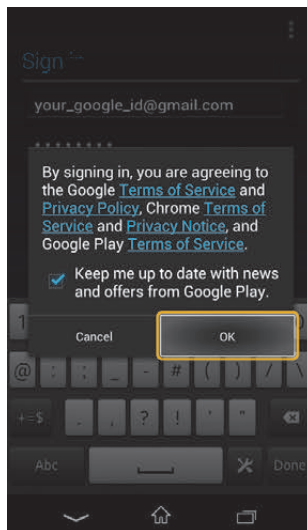 Sign
your_google_id@gmail.com
By signing in, you are agreeing to
the Google Terms of Service and
Privacy Policy, Chrome Terms of
Service and Privacy Notice, and
Google Play Terms of Service.
Keep me up to date with news
and offers from Google Play.
Cancel OK
1
@ : ; _ - # ( ) / \
+=$ . , ? ! ' "
Abc Done